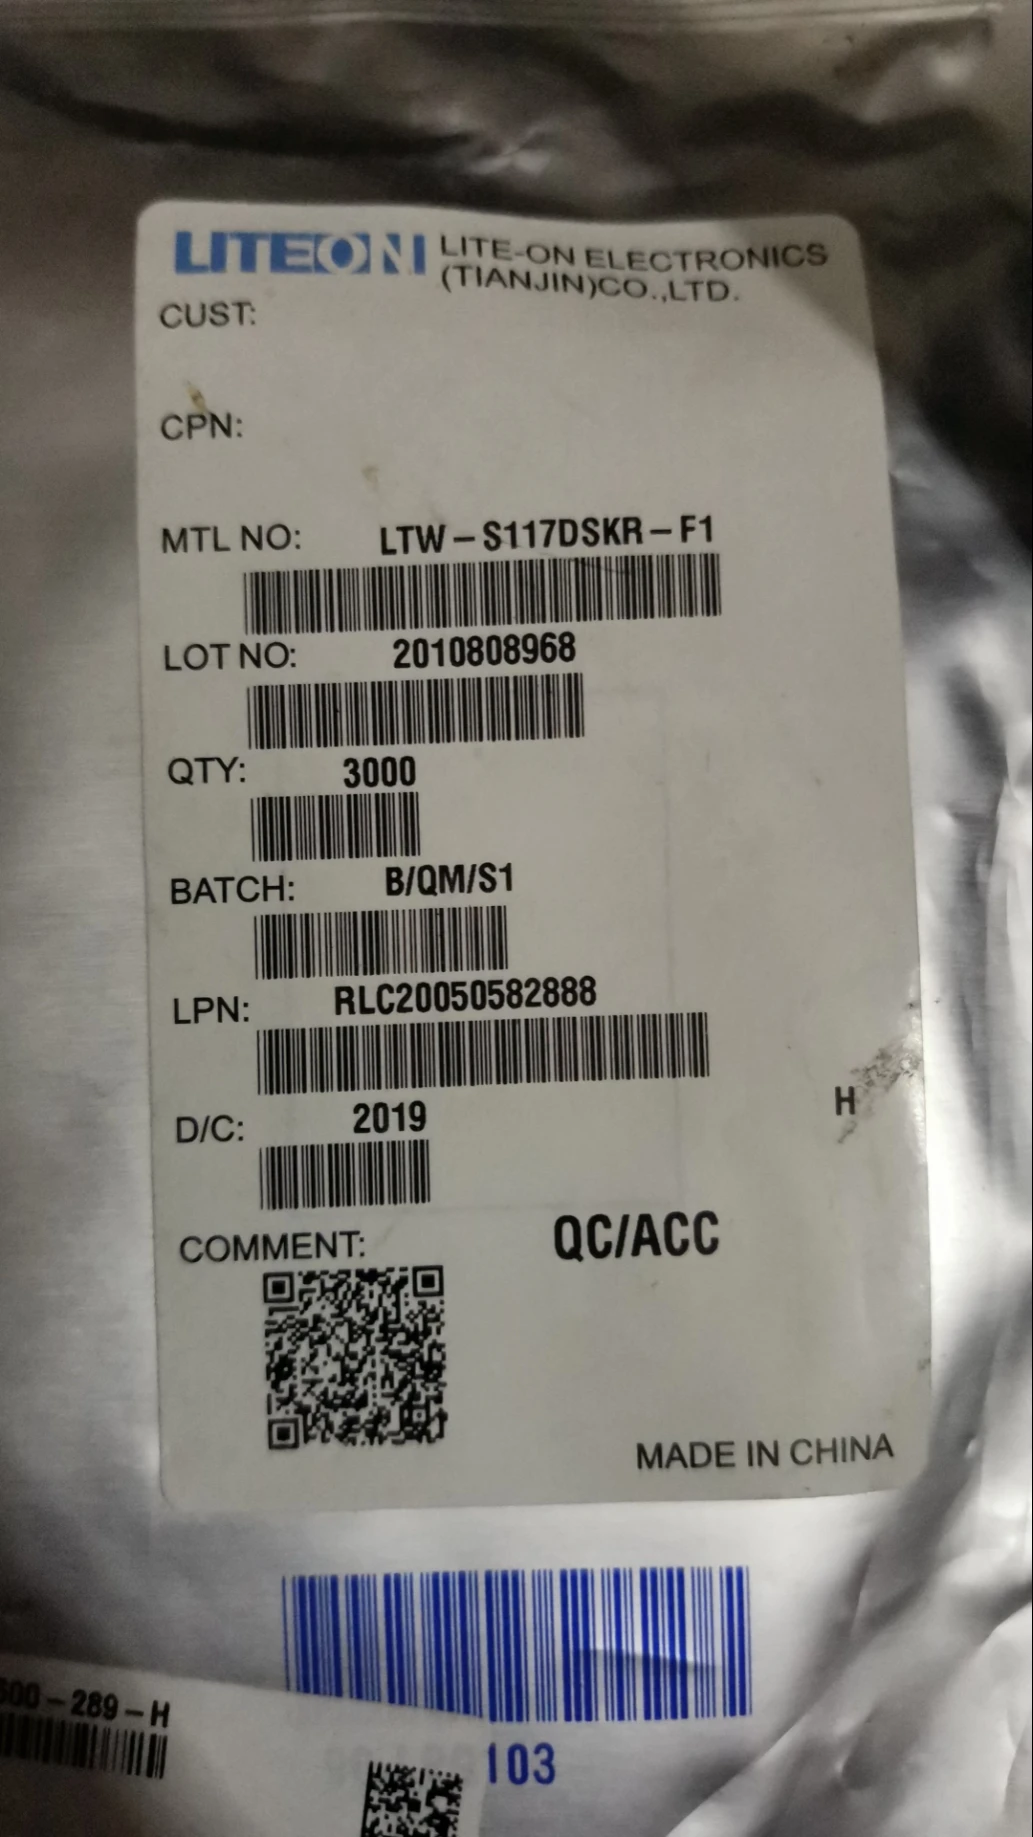 LITEON LITE-ON ELECTRONICS
(TIANJIN)CO.,LTD.
CUST:
CPN:
MTL NO: LTW-S117DSKR-F1
LOT NO: 2010808968
QTY: 3000
BATCH: B/QM/S1
LPN: RLC20050582888
D/C: 2019
H
COMMENT: QC/ACC
MADE IN CHINA
00-289-H
103